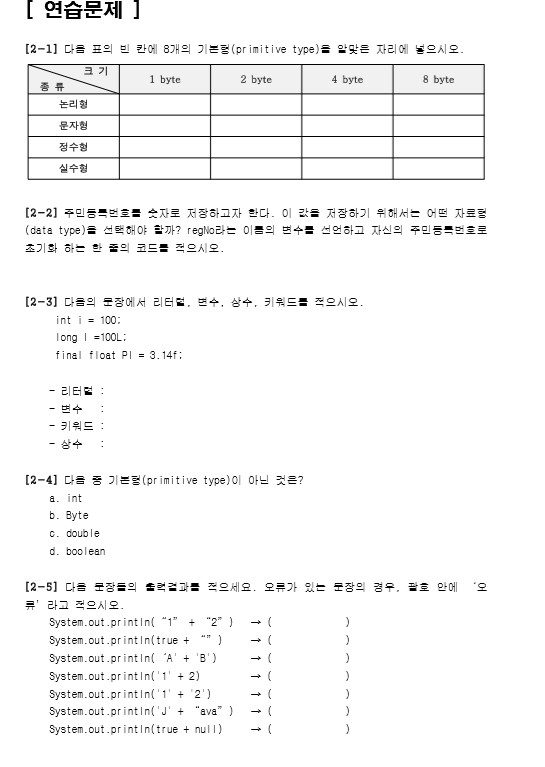 [ 연습문제 ]
[2-1] 다음 표의 빈 칸에 8개의 기본형(primitive type)을 알맞은 자리에 넣으시오.
크 기
종 류
1 byte 2 byte 4 byte 8 byte
논리형
문자형
정수형
실수형
[2-2] 주민등록번호를 숫자로 저장하고자 한다. 이 값을 저장하기 위해서는 어떤 자료형
(data type)을 선택해야 할까? regNo라는 이름의 변수를 선언하고 자신의 주민등록번호로
초기화 하는 한 줄의 코드를 적으시오.
[2-3] 다음의 문장에서 리터럴, 변수, 상수, 키워드를 적으시오.
int i = 100;
long l =100L;
final float PI = 3.14f;
- 리터럴 :
- 변수 :
- 키워드 :
- 상수 :
[2-4] 다음 중 기본형(primitive type)이 아닌 것은?
a. int
b. Byte
c. double
d. boolean
[2-5] 다음 문장들의 출력결과를 적으세요. 오류가 있는 문장의 경우, 괄호 안에 ‘오
류’라고 적으시오.
System.out.println( “1” + “2” ) → ( )
System.out.println(true + “” ) → ( )
System.out.println( ‘A' + 'B') → ( )
System.out.println('1' + 2) → ( )
System.out.println('1' + '2') → ( )
System.out.println('J' + “ava” ) → ( )
System.out.println(true + null) → ( )